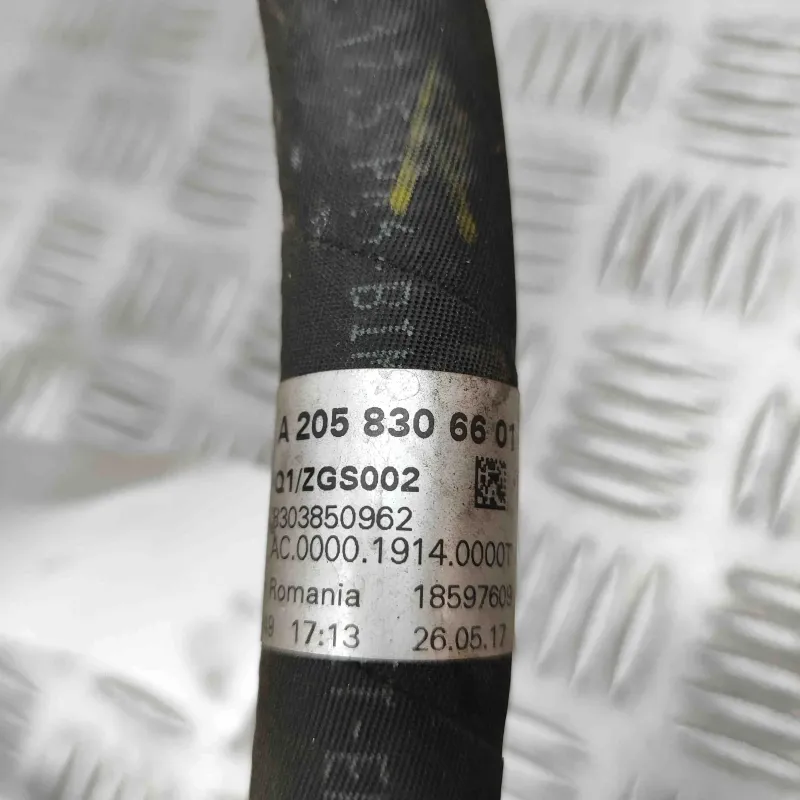 A 205 830 66 01
Q1/ZGS002
8303850962
AC.0000.1914.0000T
Romania 18597609
17:13 26.05.17